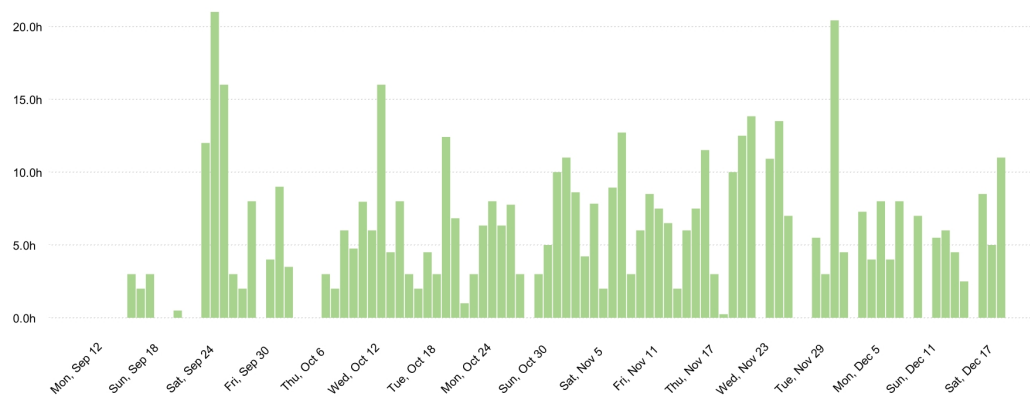 20.0h
15.0h
10.0h
5.0h
0.0h
Mon, Sep 12
Sun, Sep 18
Sat, Sep 24
Fri, Sep 30
Thu, Oct 6
Wed, Oct 12
Tue, Oct 18
Mon, Oct 24
Sun, Oct 30
Sat, Nov 5
Fri, Nov 11
Thu, Nov 17
Wed, Nov 23
Tue, Nov 29
Mon, Dec 5
Sun, Dec 11
Sat, Dec 17